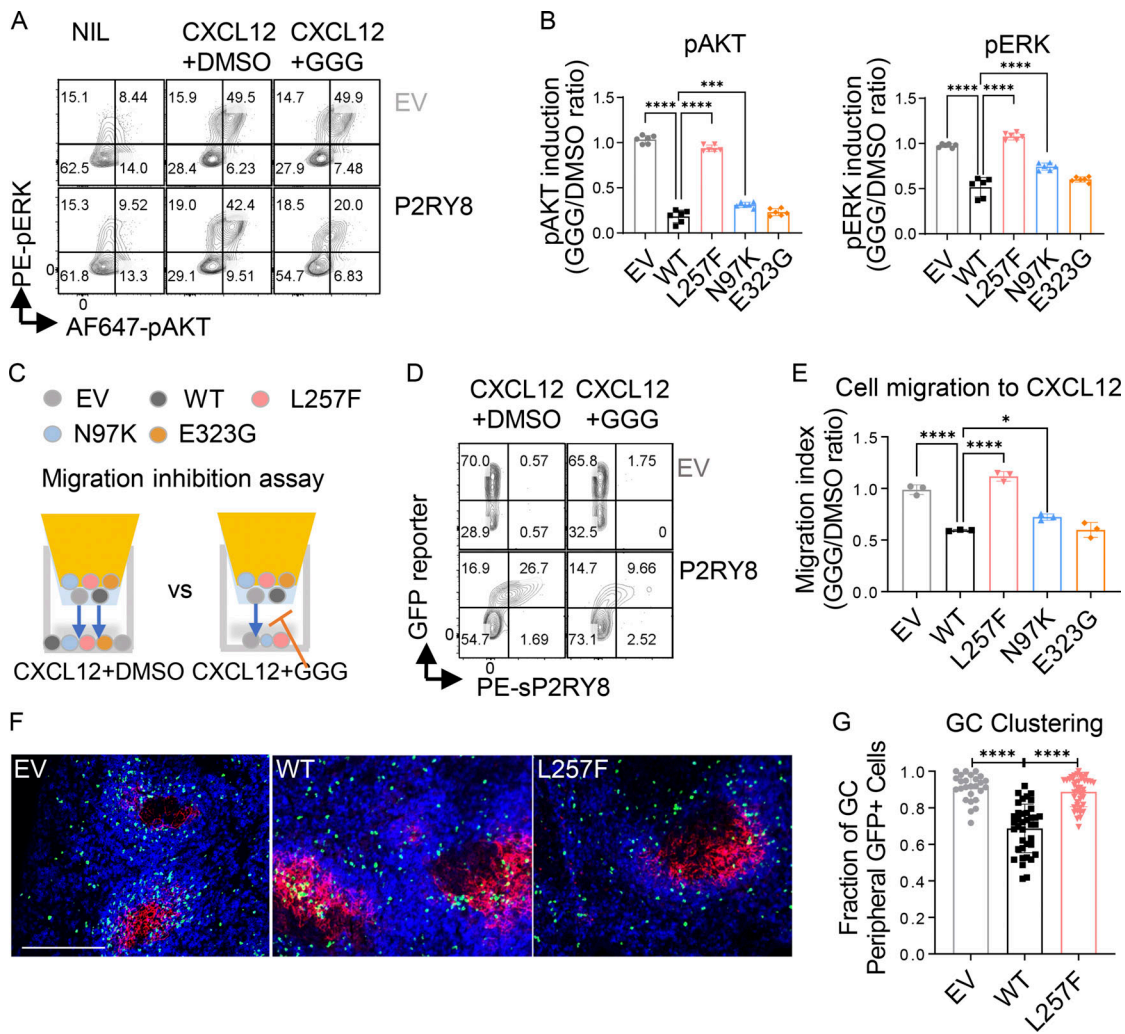 A
NIL
CXCL12
+DMSO
CXCL12
+GGG
15.1
8.44
15.9
49.5
14.7
49.9
EV
62.5
14.0
28.4
6.23
27.9
7.48
15.3
9.52
19.0
42.4
18.5
20.0
P2RY8
61.8
13.3
29.1
9.51
54.7
6.83
0
0
PE-pERK
AF647-pAKT
B
pAKT
pAKT induction
(GGG/DMSO ratio)
1.5
1.0
0.5
0.0
***
****
****
EV
WT
L257F
N97K
E323G
pERK
pERK induction
(GGG/DMSO ratio)
1.5
1.0
0.5
0.0
****
****
****
EV
WT
L257F
N97K
E323G
C
EV
WT
L257F
N97K
E323G
Migration inhibition assay
vs
CXCL12+DMSO
CXCL12+GGG
D
CXCL12
+DMSO
CXCL12
+GGG
70.0
0.57
65.8
1.75
EV
28.9
0.57
32.5
0
16.9
26.7
14.7
9.66
P2RY8
54.7
1.69
73.1
2.52
0
0
GFP reporter
PE-sP2RY8
E
Cell migration to CXCL12
Migration index
(GGG/DMSO ratio)
1.5
1.0
0.5
0.0
*
****
****
EV
WT
L257F
N97K
E323G
F
EV
WT
L257F
G
GC Clustering
Fraction of GC
Peripheral GFP+ Cells
1.0
0.8
0.6
0.4
0.2
0.0
****
****
EV
WT
L257F